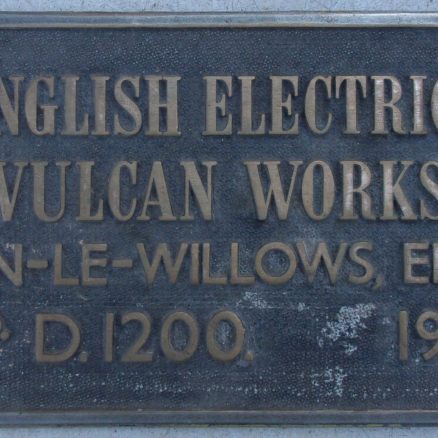 NGLISH ELECTRIC
VULCAN WORKS
N-LE-WILLOWS, E
D. 1200. 19